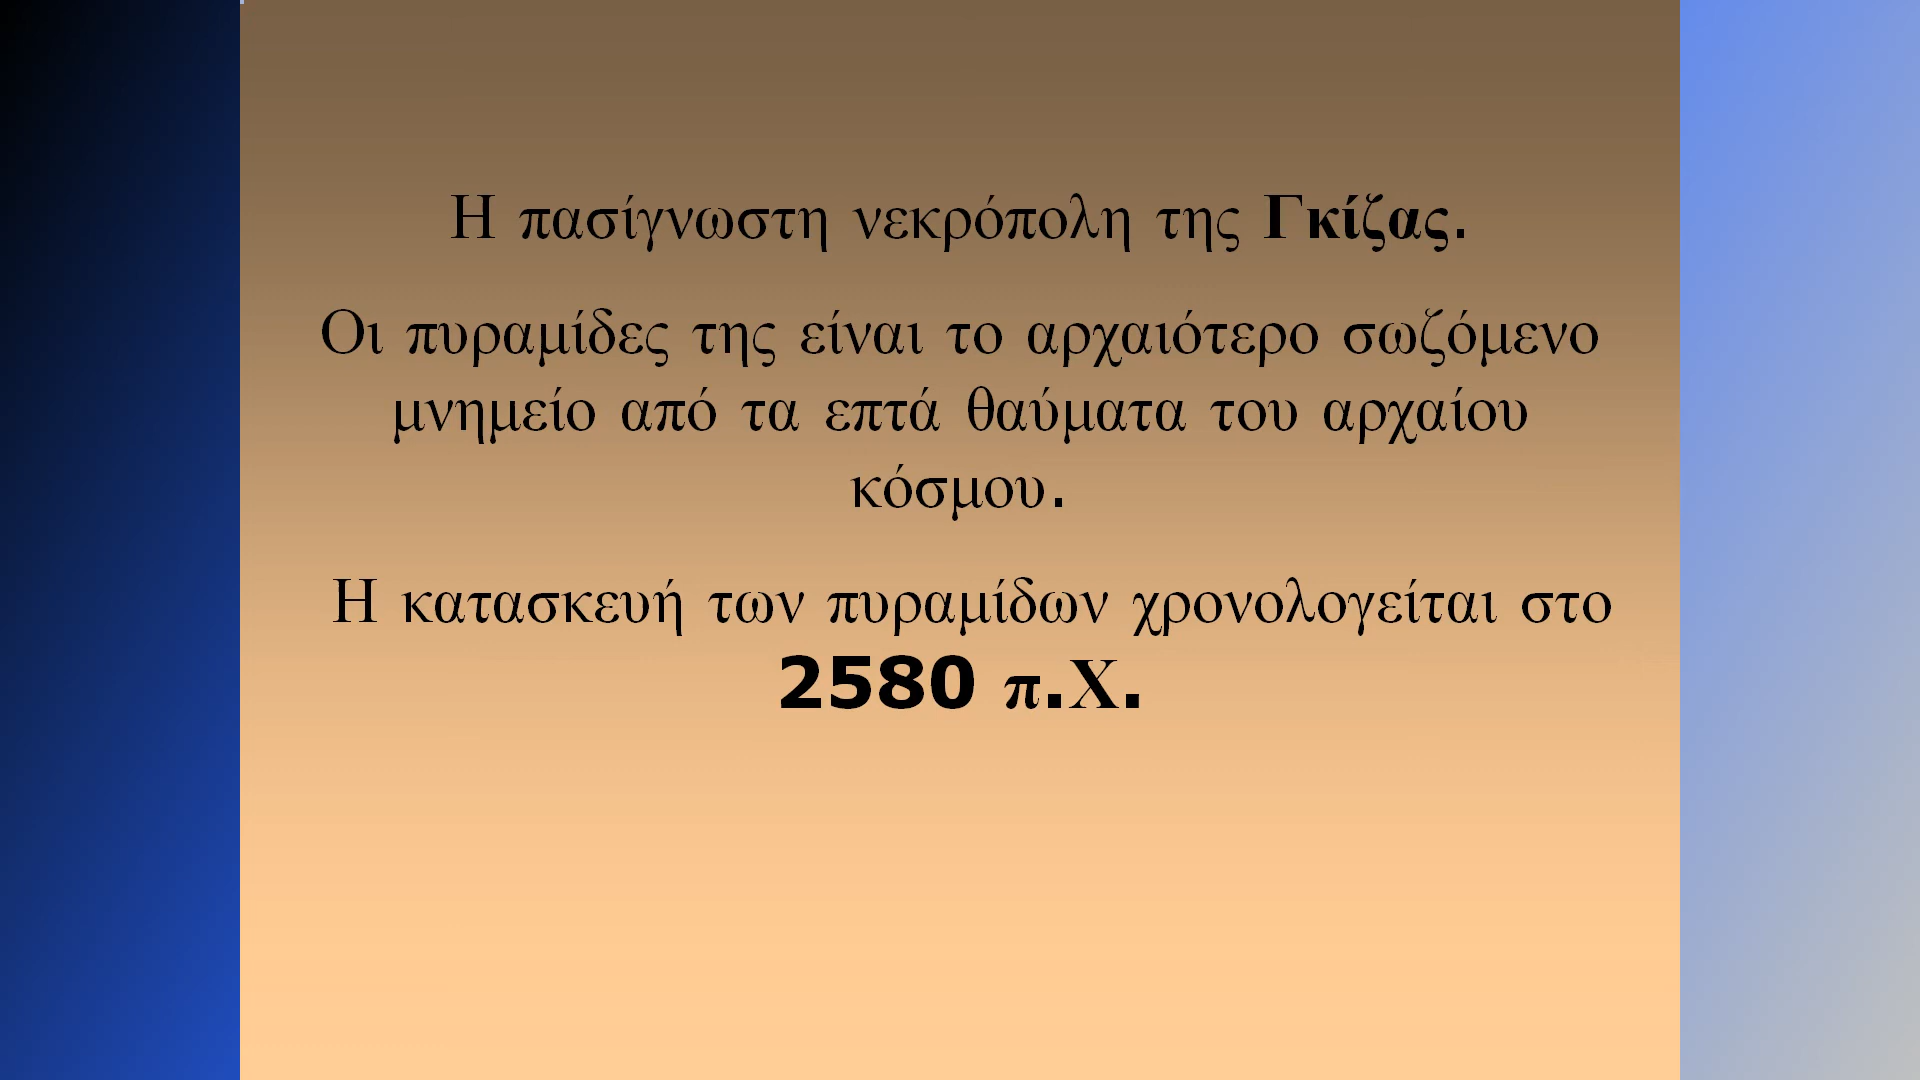 Η πασίγνωστη νεκρόπολη της Γκίζας.
Οι πυραμίδες της είναι το αρχαιότερο σωζόμενο
μνημείο από τα επτά θαύματα του αρχαίου
κόσμου.
Η κατασκευή των πυραμίδων χρονολογείται στο
2580 π.Χ.